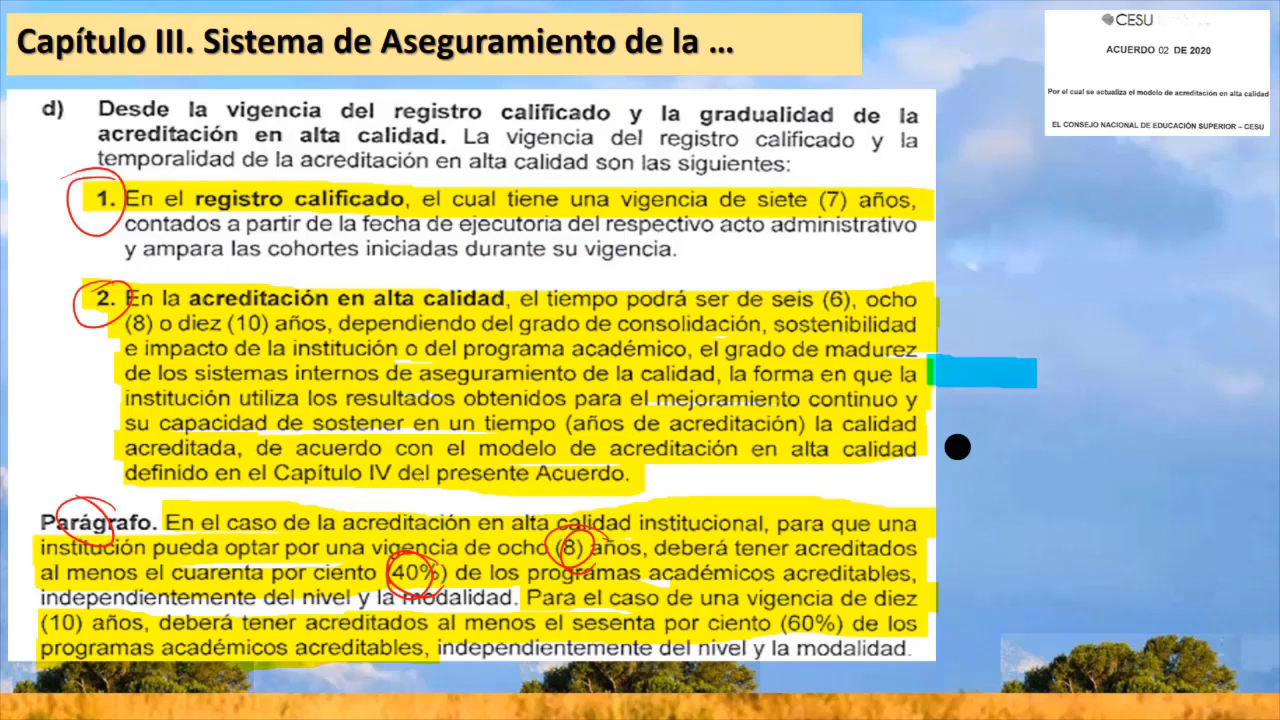 Capítulo III. Sistema de Aseguramiento de la ...
CESU
ACUERDO 02 DE 2020
Por el cual se actualiza el modelo de acreditación en alta calidad
EL CONSEJO NACIONAL DE EDUCACIÓN SUPERIOR – CESU
d) Desde la vigencia del registro calificado y la gradualidad de la
acreditación en alta calidad. La vigencia del registro calificado y la
temporalidad de la acreditación en alta calidad son las siguientes:
1. En el registro calificado, el cual tiene una vigencia de siete (7) años,
contados a partir de la fecha de ejecutoria del respectivo acto administrativo
y ampara las cohortes iniciadas durante su vigencia.
2. En la acreditación en alta calidad, el tiempo podrá ser de seis (6), ocho
(8) o diez (10) años, dependiendo del grado de consolidación, sostenibilidad
e impacto de la institución o del programa académico, el grado de madurez
de los sistemas internos de aseguramiento de la calidad, la forma en que la
institución utiliza los resultados obtenidos para el mejoramiento continuo y
su capacidad de sostener en un tiempo (años de acreditación) la calidad
acreditada, de acuerdo con el modelo de acreditación en alta calidad
definido en el Capítulo IV del presente Acuerdo.
Parágrafo. En el caso de la acreditación en alta calidad institucional, para que una
institución pueda optar por una vigencia de ocho (8) años, deberá tener acreditados
al menos el cuarenta por ciento (40%) de los programas académicos acreditables,
independientemente del nivel y la modalidad. Para el caso de una vigencia de diez
(10) años, deberá tener acreditados al menos el sesenta por ciento (60%) de los
programas académicos acreditables, independientemente del nivel y la modalidad.